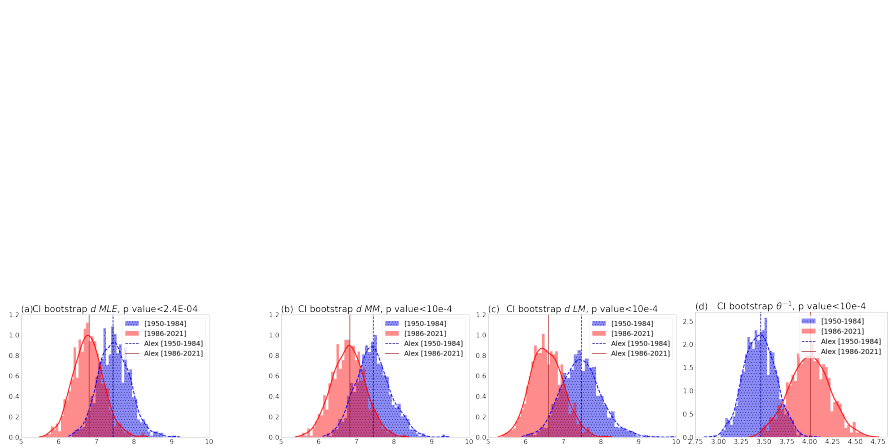 (a)CI bootstrap d MLE, p value<2.4E-04
[1950-1984]
[1986-2021]
Alex [1950-1984]
Alex [1986-2021]
1.2
1.0
0.8
0.6
0.4
0.2
0.0
5 6 7 8 9 10
(b) CI bootstrap d MM, p value<10e-4
[1950-1984]
[1986-2021]
Alex [1950-1984]
Alex [1986-2021]
1.2
1.0
0.8
0.6
0.4
0.2
0.0
5 6 7 8 9 10
(c) CI bootstrap d LM, p value<10e-4
[1950-1984]
[1986-2021]
Alex [1950-1984]
Alex [1986-2021]
1.2
1.0
0.8
0.6
0.4
0.2
0.0
5 6 7 8 9 10
(d) CI bootstrap θ⁻¹, p value<10e-4
[1950-1984]
[1986-2021]
Alex [1950-1984]
Alex [1986-2021]
2.5
2.0
1.5
1.0
0.5
0.0
2.75 3.00 3.25 3.50 3.75 4.00 4.25 4.50 4.75